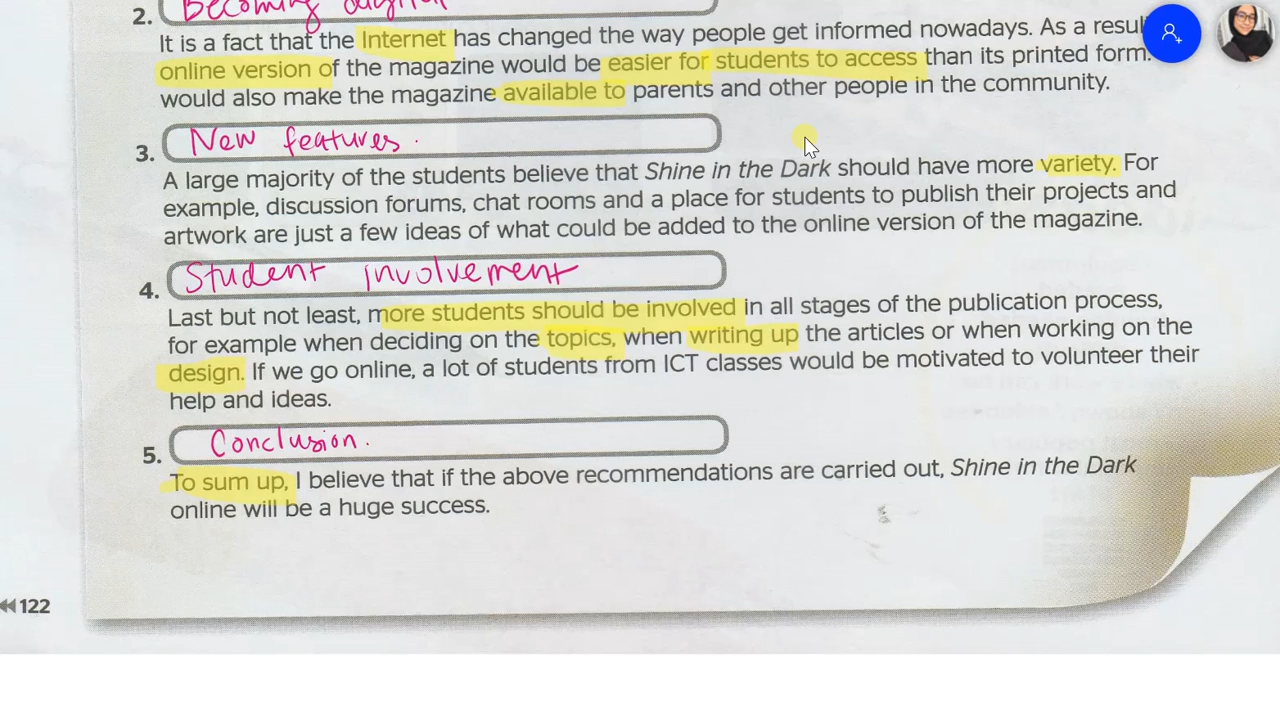 2. Becoming digital
It is a fact that the Internet has changed the way people get informed nowadays. As a resul
online version of the magazine would be easier for students to access than its printed form.
would also make the magazine available to parents and other people in the community.
3. New features.
A large majority of the students believe that Shine in the Dark should have more variety. For
example, discussion forums, chat rooms and a place for students to publish their projects and
artwork are just a few ideas of what could be added to the online version of the magazine.
4. Student involvement
Last but not least, more students should be involved in all stages of the publication process,
for example when deciding on the topics, when writing up the articles or when working on the
design. If we go online, a lot of students from ICT classes would be motivated to volunteer their
help and ideas.
5. Conclusion.
To sum up, I believe that if the above recommendations are carried out, Shine in the Dark
online will be a huge success.
122